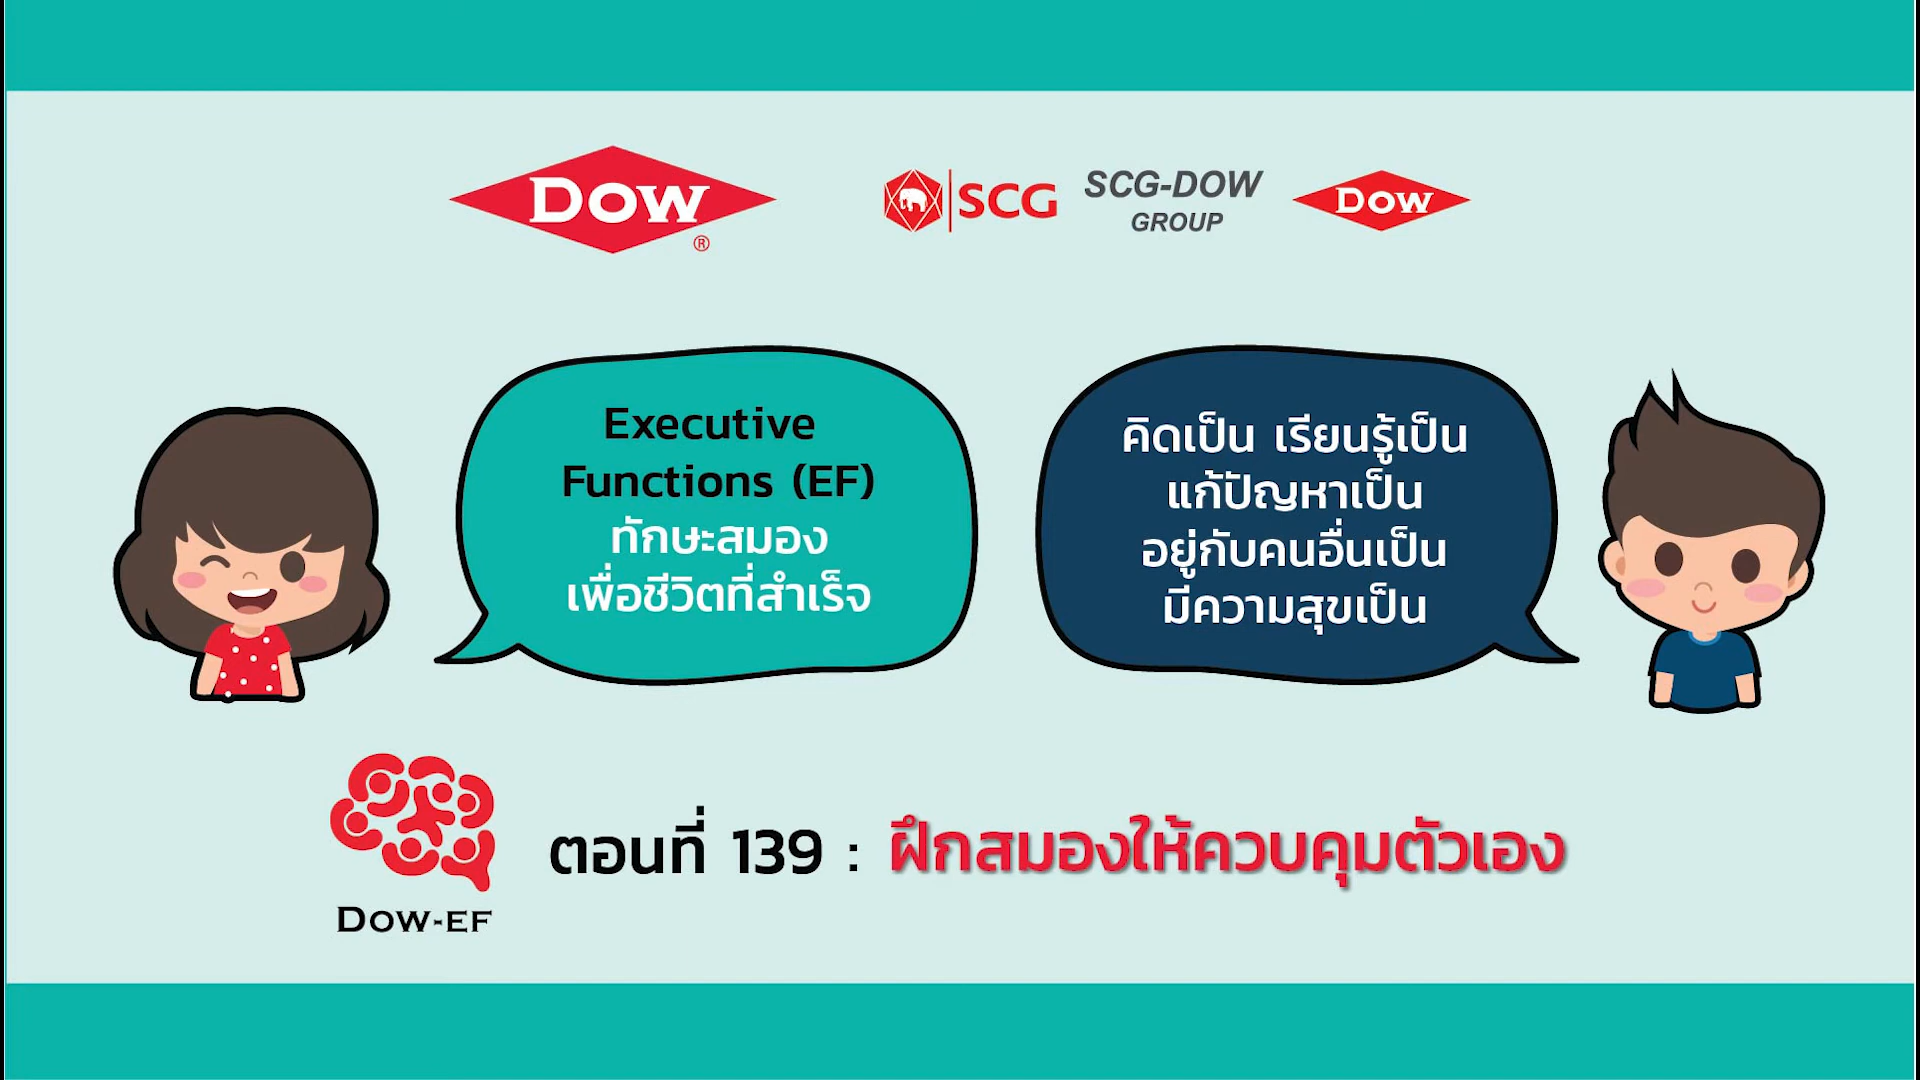 DOW
®
SCG
SCG-DOW
GROUP
DOW
Executive
Functions (EF)
ทักษะสมอง
เพื่อชีวิตที่สำเร็จ
คิดเป็น เรียนรู้เป็น
แก้ปัญหาเป็น
อยู่กับคนอื่นเป็น
มีความสุขเป็น
DOW-EF
ตอนที่ 139 : ฝึกสมองให้ควบคุมตัวเอง